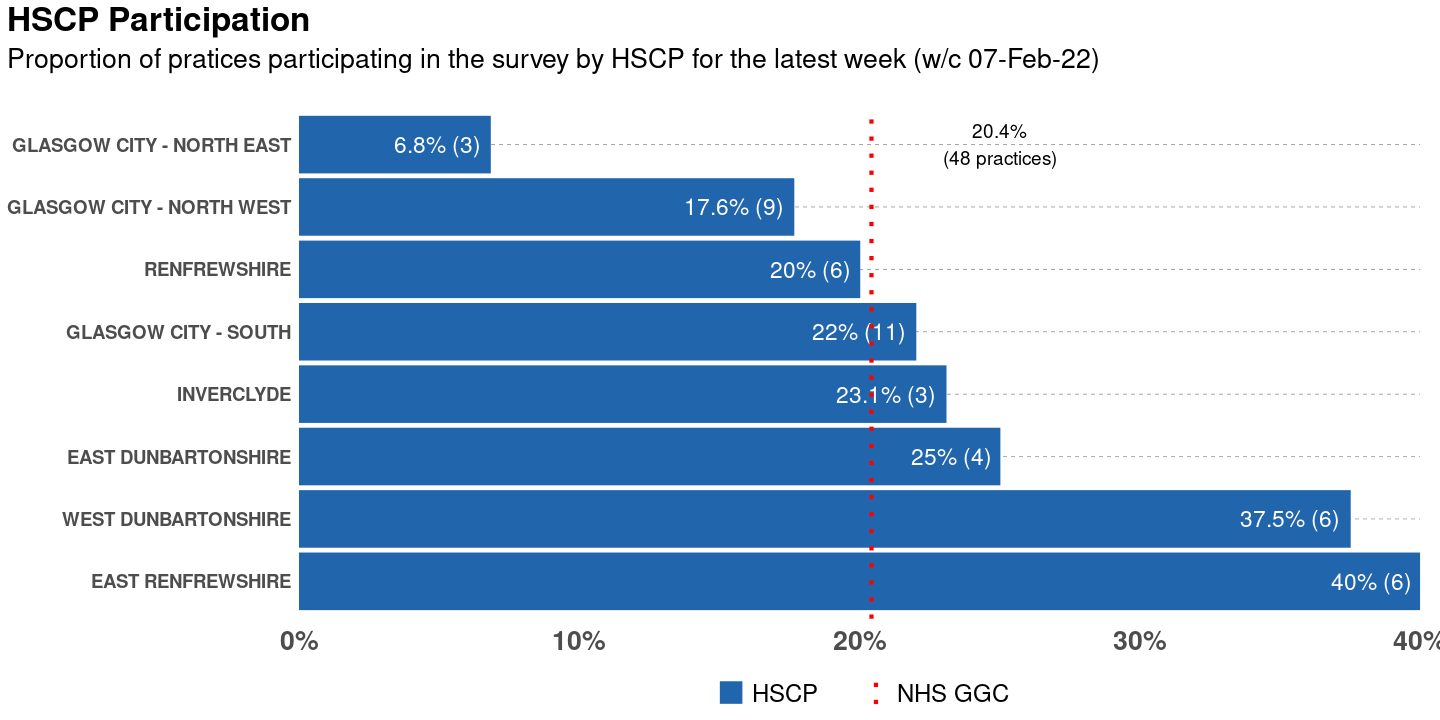 HSCP Participation
Proportion of pratices participating in the survey by HSCP for the latest week (w/c 07-Feb-22)
20.4%
(48 practices)
GLASGOW CITY - NORTH EAST 6.8% (3)
GLASGOW CITY - NORTH WEST 17.6% (9)
RENFREWSHIRE 20% (6)
GLASGOW CITY - SOUTH 22% (11)
INVERCLYDE 23.1% (3)
EAST DUNBARTONSHIRE 25% (4)
WEST DUNBARTONSHIRE 37.5% (6)
EAST RENFREWSHIRE 40% (6)
0% 10% 20% 30% 40%
HSCP NHS GGC